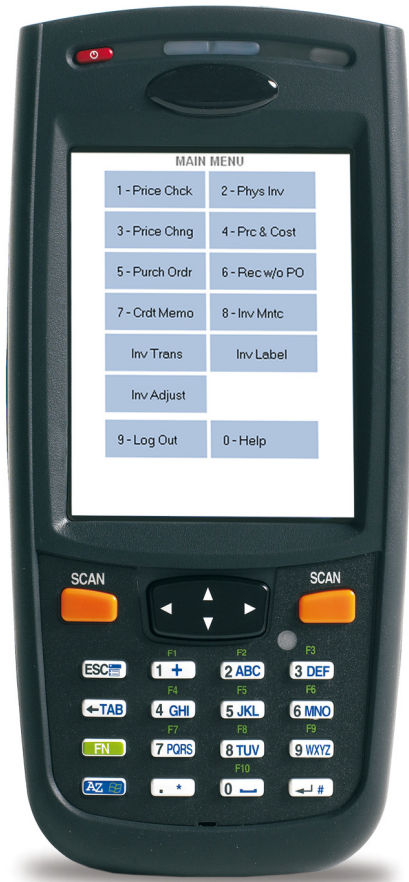 MAIN MENU
1 - Price Chck 2 - Phys Inv
3 - Price Chng 4 - Prc & Cost
5 - Purch Ordr 6 - Rec w/o PO
7 - Crdt Memo 8 - Inv Mntc
Inv Trans Inv Label
Inv Adjust
9 - Log Out 0 - Help
SCAN SCAN
F1 F2 F3
ESC 1 + 2 ABC 3 DEF
F4 F5 F6
←TAB 4 GHI 5 JKL 6 MNO
F7 F8 F9
FN 7 PQRS 8 TUV 9 WXYZ
F10
AZ . * 0 #